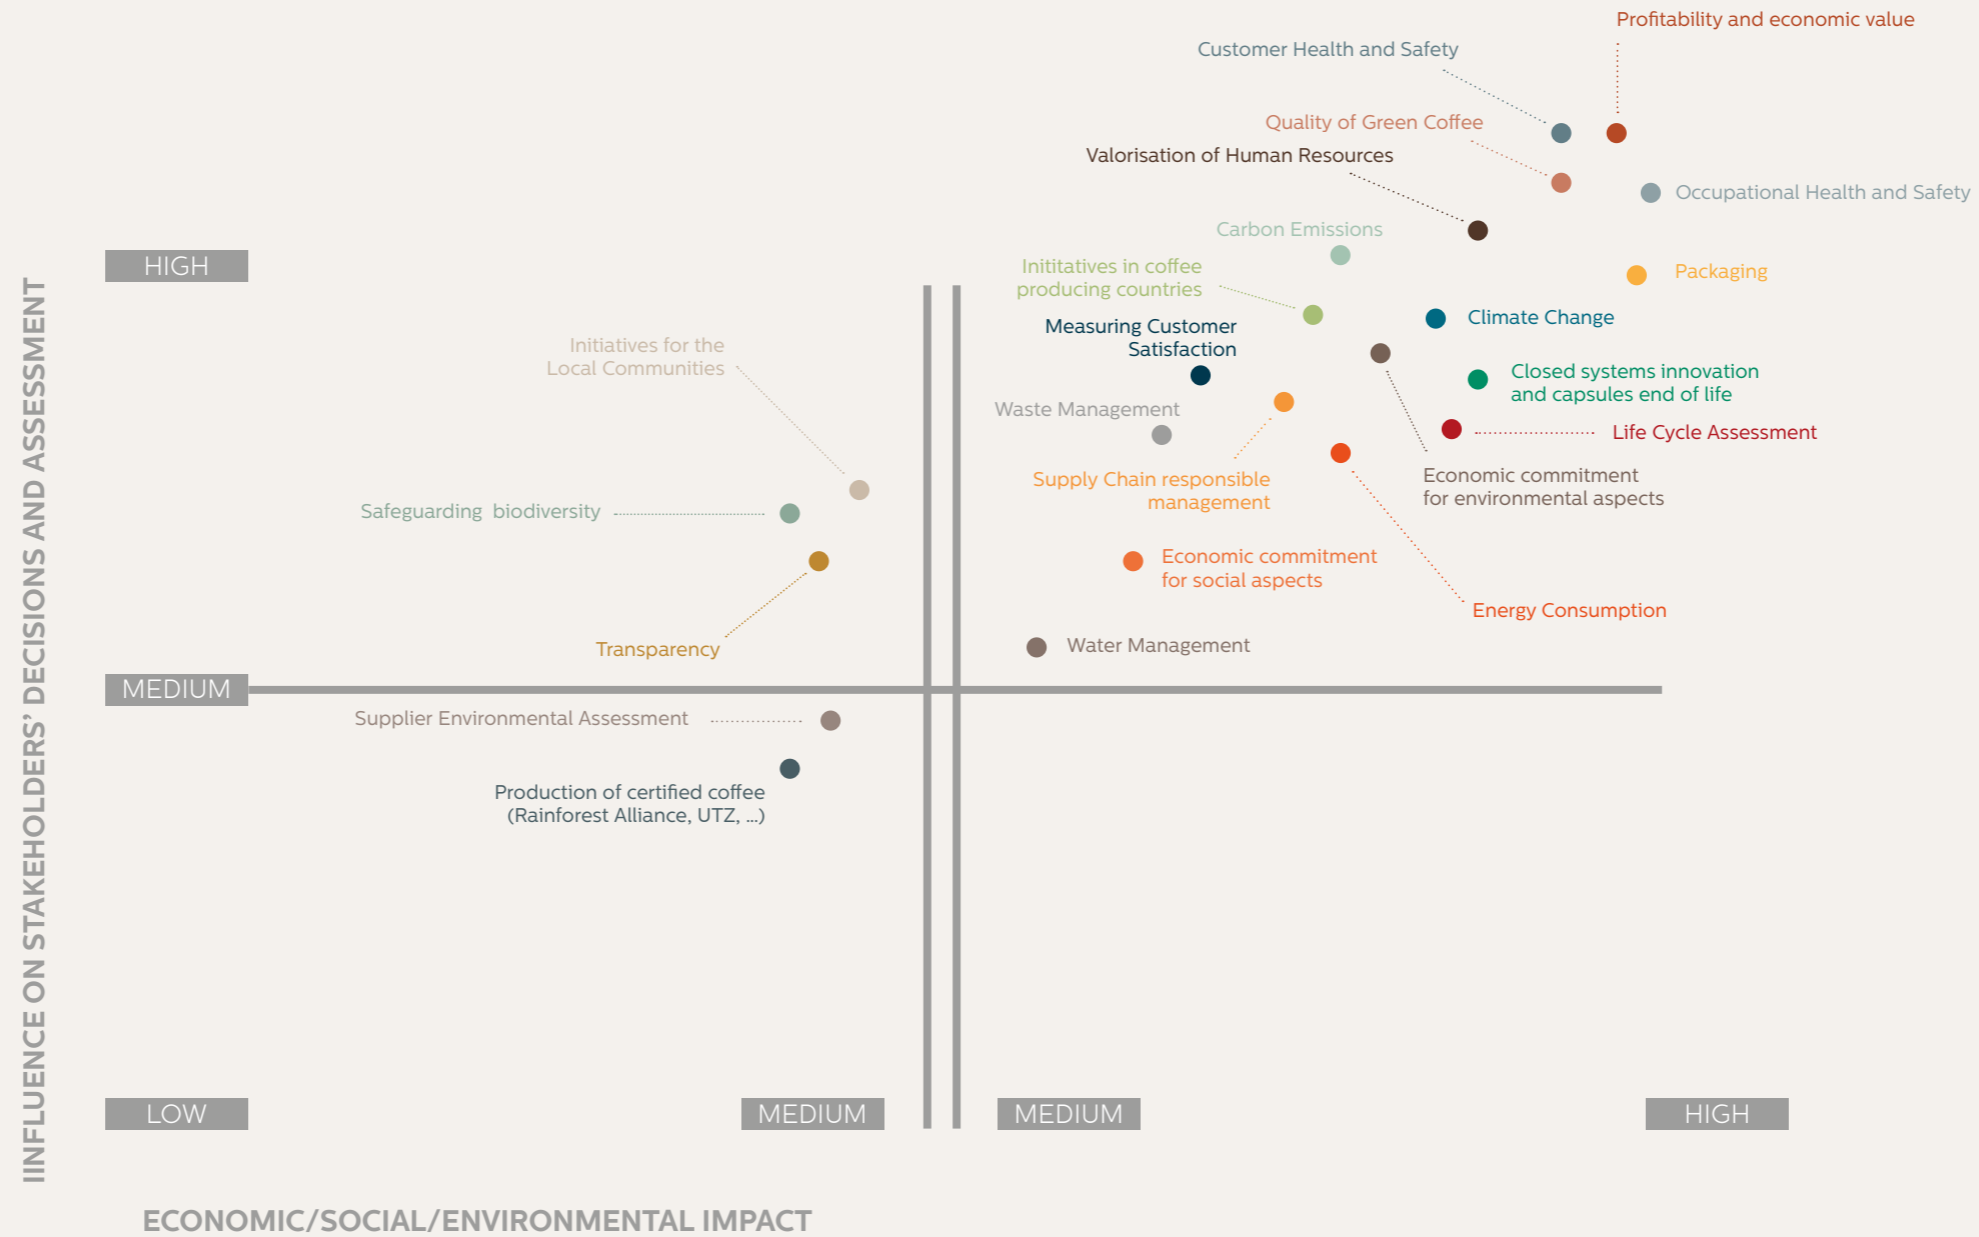 Profitability and economic value
Customer Health and Safety
Quality of Green Coffee
Valorisation of Human Resources
Occupational Health and Safety
Carbon Emissions
HIGH
Inititatives in coffee
producing countries
Packaging
Climate Change
Measuring Customer
Satisfaction
Initiatives for the
Local Communities
Closed systems innovation
and capsules end of life
Waste Management
Life Cycle Assessment
Supply Chain responsible
management
Economic commitment
for environmental aspects
Safeguarding biodiversity
Economic commitment
for social aspects
Energy Consumption
Transparency
Water Management
MEDIUM
Supplier Environmental Assessment
Production of certified coffee
(Rainforest Alliance, UTZ, ...)
LOW
MEDIUM
MEDIUM
HIGH
IINFLUENCE ON STAKEHOLDERS’ DECISIONS AND ASSESSMENT
ECONOMIC/SOCIAL/ENVIRONMENTAL IMPACT